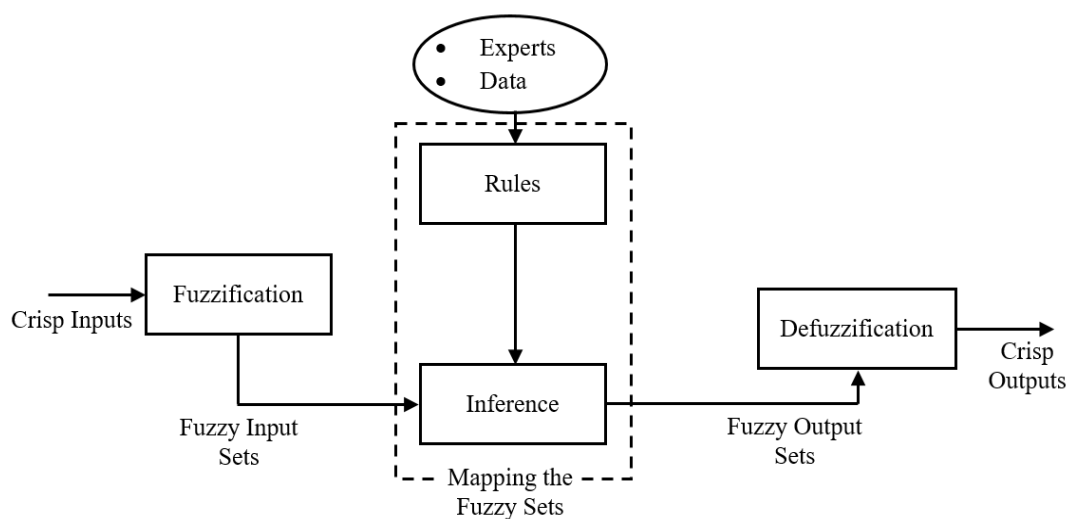 • Experts
• Data
Rules
Fuzzification
Crisp Inputs
Defuzzification
Crisp
Outputs
Inference
Fuzzy Input
Sets
Fuzzy Output
Sets
Mapping the
Fuzzy Sets